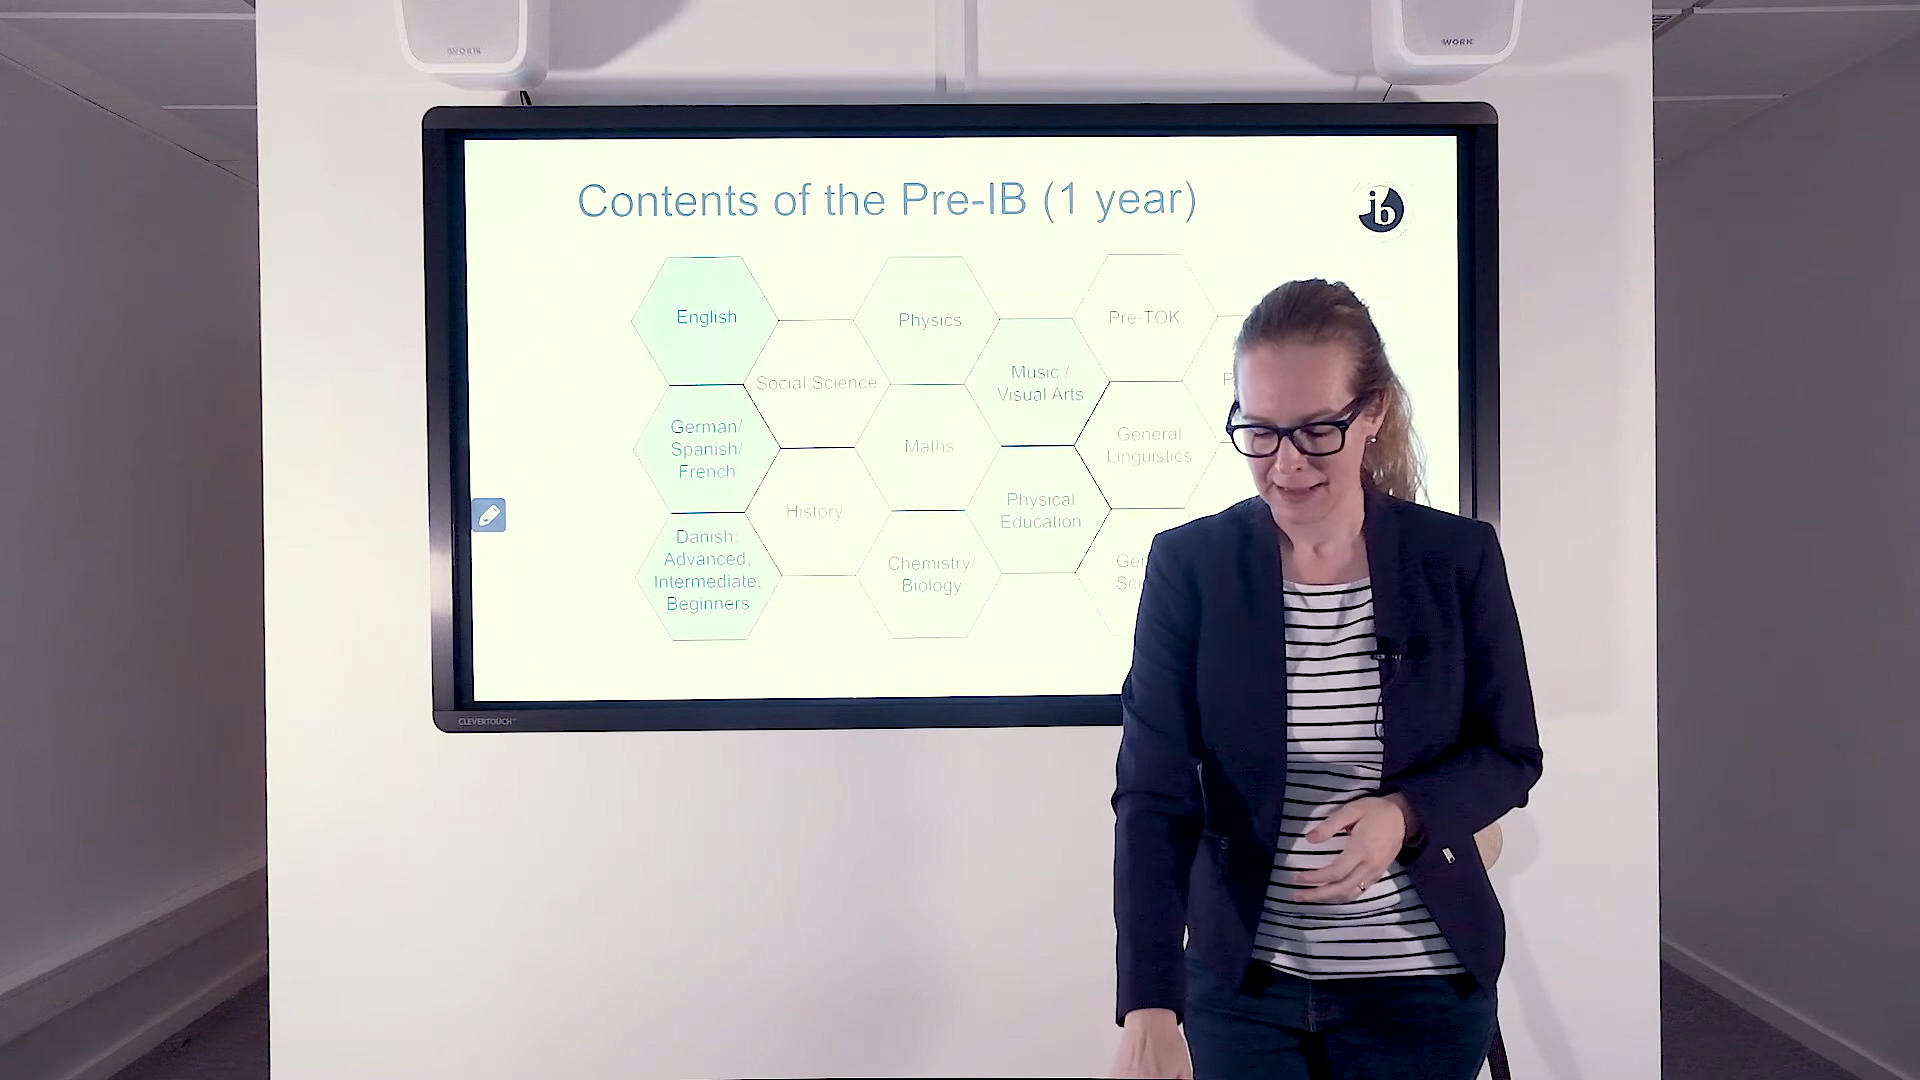 WORK
WORK
Contents of the Pre-IB (1 year)
ib
English
Physics
Pre-TOK
Social Science
Music /
Visual Arts
German/
Spanish/
French
Maths
General
Linguistics
History
Physical
Education
Danish:
Advanced,
Intermediate,
Beginners
Chemistry/
Biology
CLEVERTOUCH